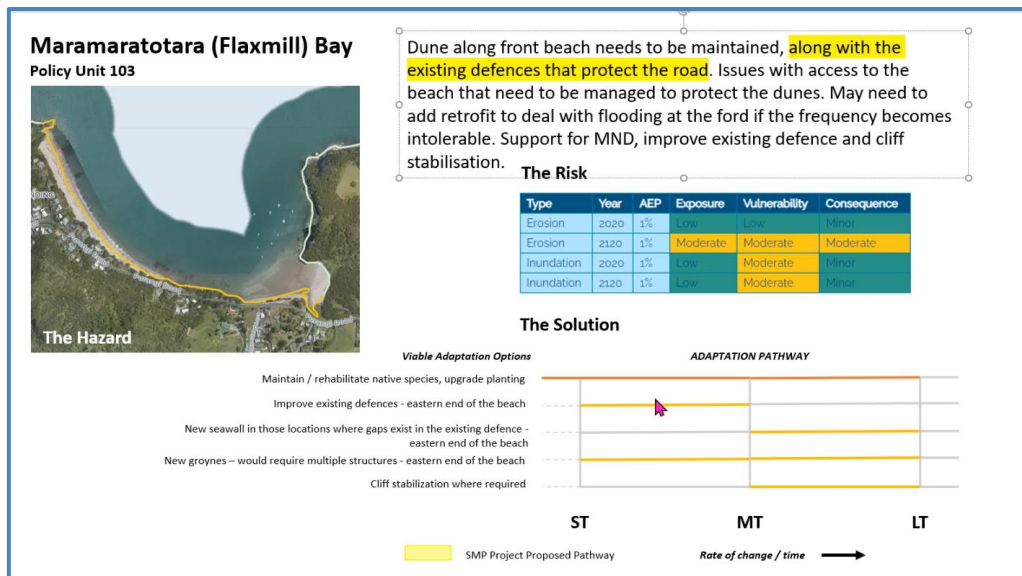 Maramaratotara (Flaxmill) Bay
Policy Unit 103
Dune along front beach needs to be maintained, along with the
existing defences that protect the road. Issues with access to the
beach that need to be managed to protect the dunes. May need to
add retrofit to deal with flooding at the ford if the frequency becomes
intolerable. Support for MND, improve existing defence and cliff
stabilisation.
The Hazard
The Risk
Type Year AEP Exposure Vulnerability Consequence
Erosion 2020 1% Low Low Minor
Erosion 2120 1% Moderate Moderate Moderate
Inundation 2020 1% Low Moderate Minor
Inundation 2120 1% Low Moderate Minor
The Solution
Viable Adaptation Options ADAPTATION PATHWAY
Maintain / rehabilitate native species, upgrade planting
Improve existing defences - eastern end of the beach
New seawall in those locations where gaps exist in the existing defence -
eastern end of the beach
New groynes – would require multiple structures - eastern end of the beach
Cliff stabilization where required
ST MT LT
SMP Project Proposed Pathway Rate of change / time